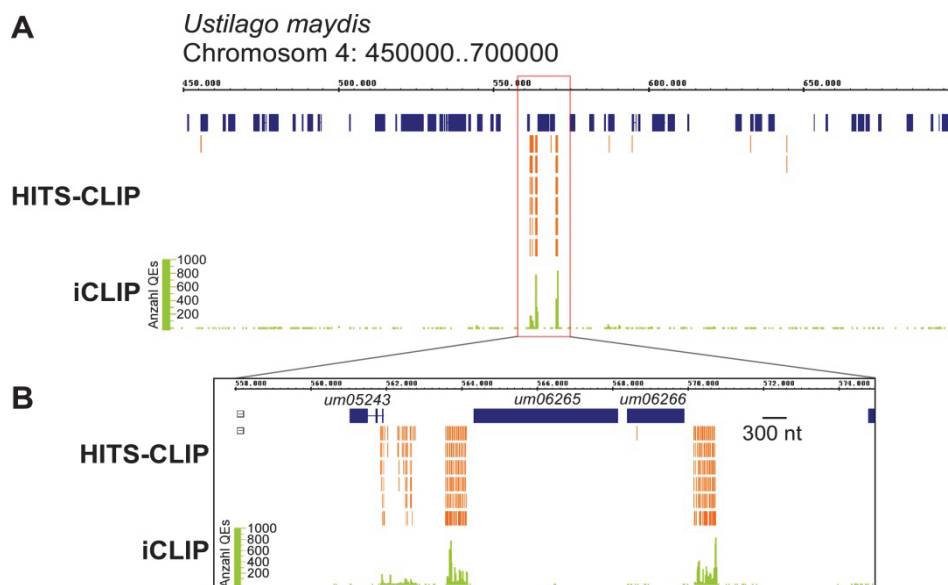 A
Ustilago maydis
Chromosom 4: 450000..700000
450.000 500.000 550.000 600.000 650.000
HITS-CLIP
iCLIP
Anzahl QEs
1000
800
600
400
200
B
558.000 560.000 562.000 564.000 566.000 568.000 570.000 572.000 574.000
um05243 um06265 um06266
300 nt
HITS-CLIP
iCLIP
Anzahl QEs
1000
800
600
400
200